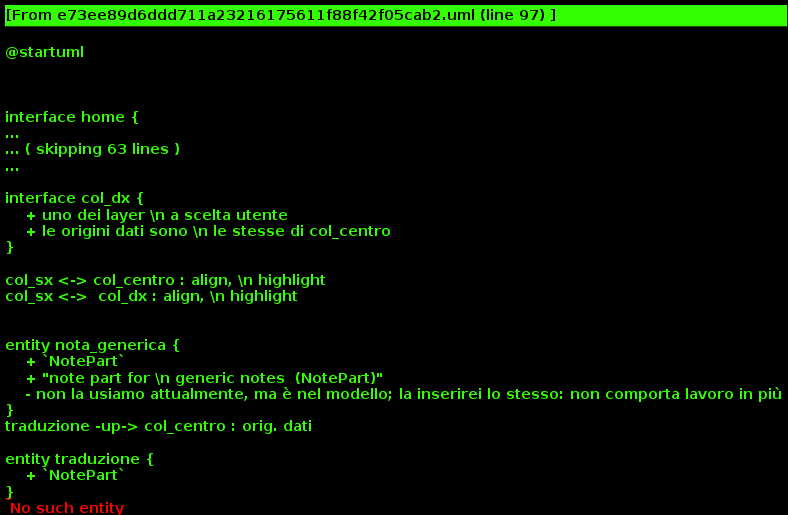 [From e73ee89d6ddd711a23216175611f88f42f05cab2.uml (line 97) ]
@startuml
interface home {
...
... ( skipping 63 lines )
...
interface col_dx {
+ uno dei layer \n a scelta utente
+ le origini dati sono \n le stesse di col_centro
}
col_sx <-> col_centro : align, \n highlight
col_sx <->  col_dx : align, \n highlight
entity nota_generica {
+ `NotePart`
+ "note part for \n generic notes  (NotePart)"
- non la usiamo attualmente, ma è nel modello; la inserirei lo stesso: non comporta lavoro in più
}
traduzione -up-> col_centro : orig. dati
entity traduzione {
+ `NotePart`
}
No such entity